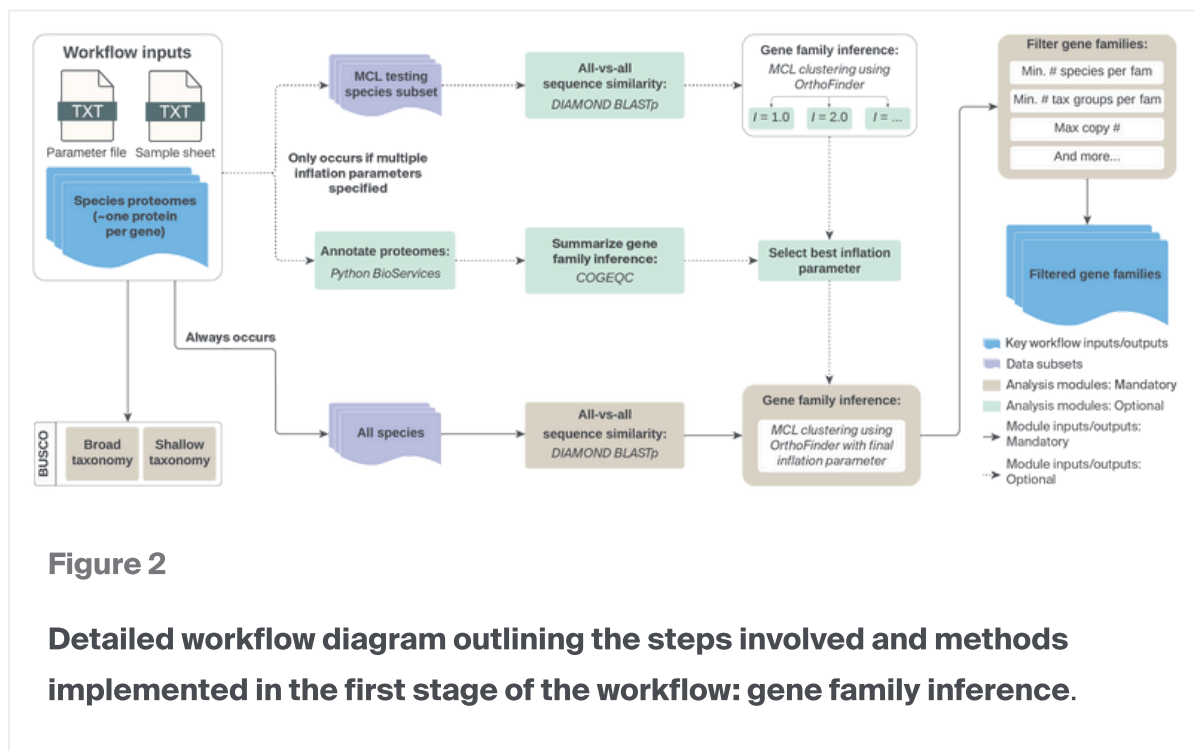 Workflow inputs
TXT
TXT
Parameter file
Sample sheet
Species proteomes
(~one protein
per gene)
MCL testing
species subset
All-vs-all
sequence similarity:
DIAMOND BLASTp
Gene family inference:
MCL clustering using
OrthoFinder
I = 1.0
I = 2.0
I = ...
Only occurs if multiple
inflation parameters
specified
Annotate proteomes:
Python BioServices
Summarize gene
family inference:
COGEQC
Select best inflation
parameter
Always occurs
BUSCO
Broad
taxonomy
Shallow
taxonomy
All species
All-vs-all
sequence similarity:
DIAMOND BLASTp
Gene family inference:
MCL clustering using
OrthoFinder with final
inflation parameter
Filter gene families:
Min. # species per fam
Min. # tax groups per fam
Max copy #
And more...
Filtered gene families
Key workflow inputs/outputs
Data subsets
Analysis modules: Mandatory
Analysis modules: Optional
Module inputs/outputs:
Mandatory
Module inputs/outputs:
Optional
Figure 2
Detailed workflow diagram outlining the steps involved and methods
implemented in the first stage of the workflow: gene family inference.